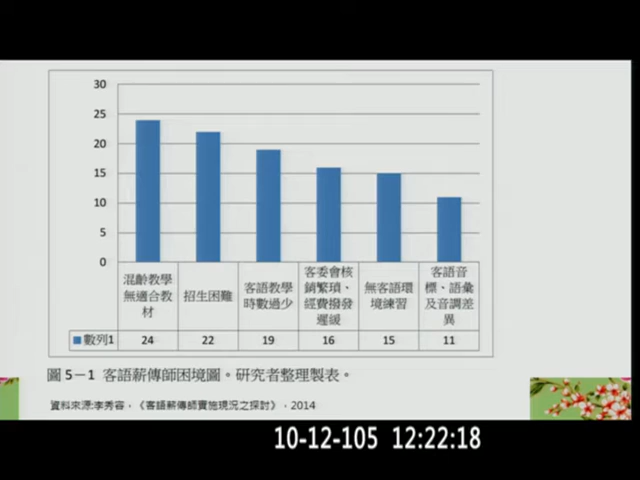 30
25
20
15
10
5
0
混齡教學
無適合教
材
招生困難
客語教學
時數過少
客委會核
銷繁瑣、
經費撥發
遲緩
無客語環
境練習
客語音
標、語彙
及音調差
異
數列1 24 22 19 16 15 11
圖 5－1 客語薪傳師困境圖。研究者整理製表。
資料來源:李秀容，《客語薪傳師實施現況之探討》，2014
10-12-105 12:22:18